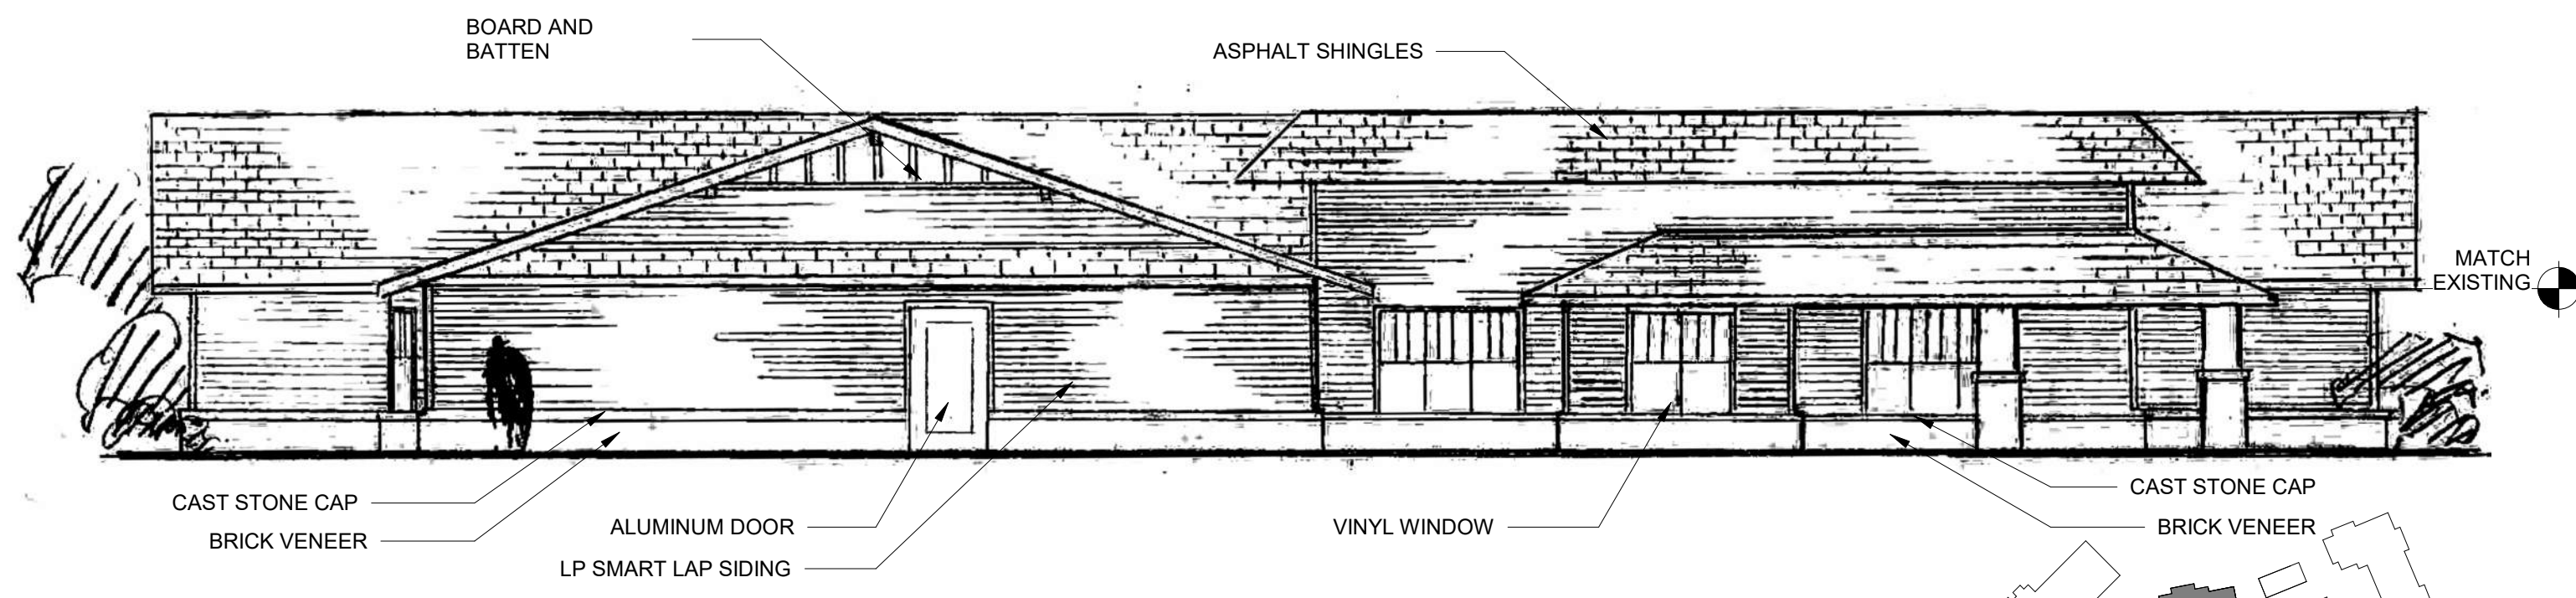 BOARD AND
BATTEN
ASPHALT SHINGLES
MATCH
EXISTING
CAST STONE CAP
BRICK VENEER
ALUMINUM DOOR
LP SMART LAP SIDING
VINYL WINDOW
CAST STONE CAP
BRICK VENEER